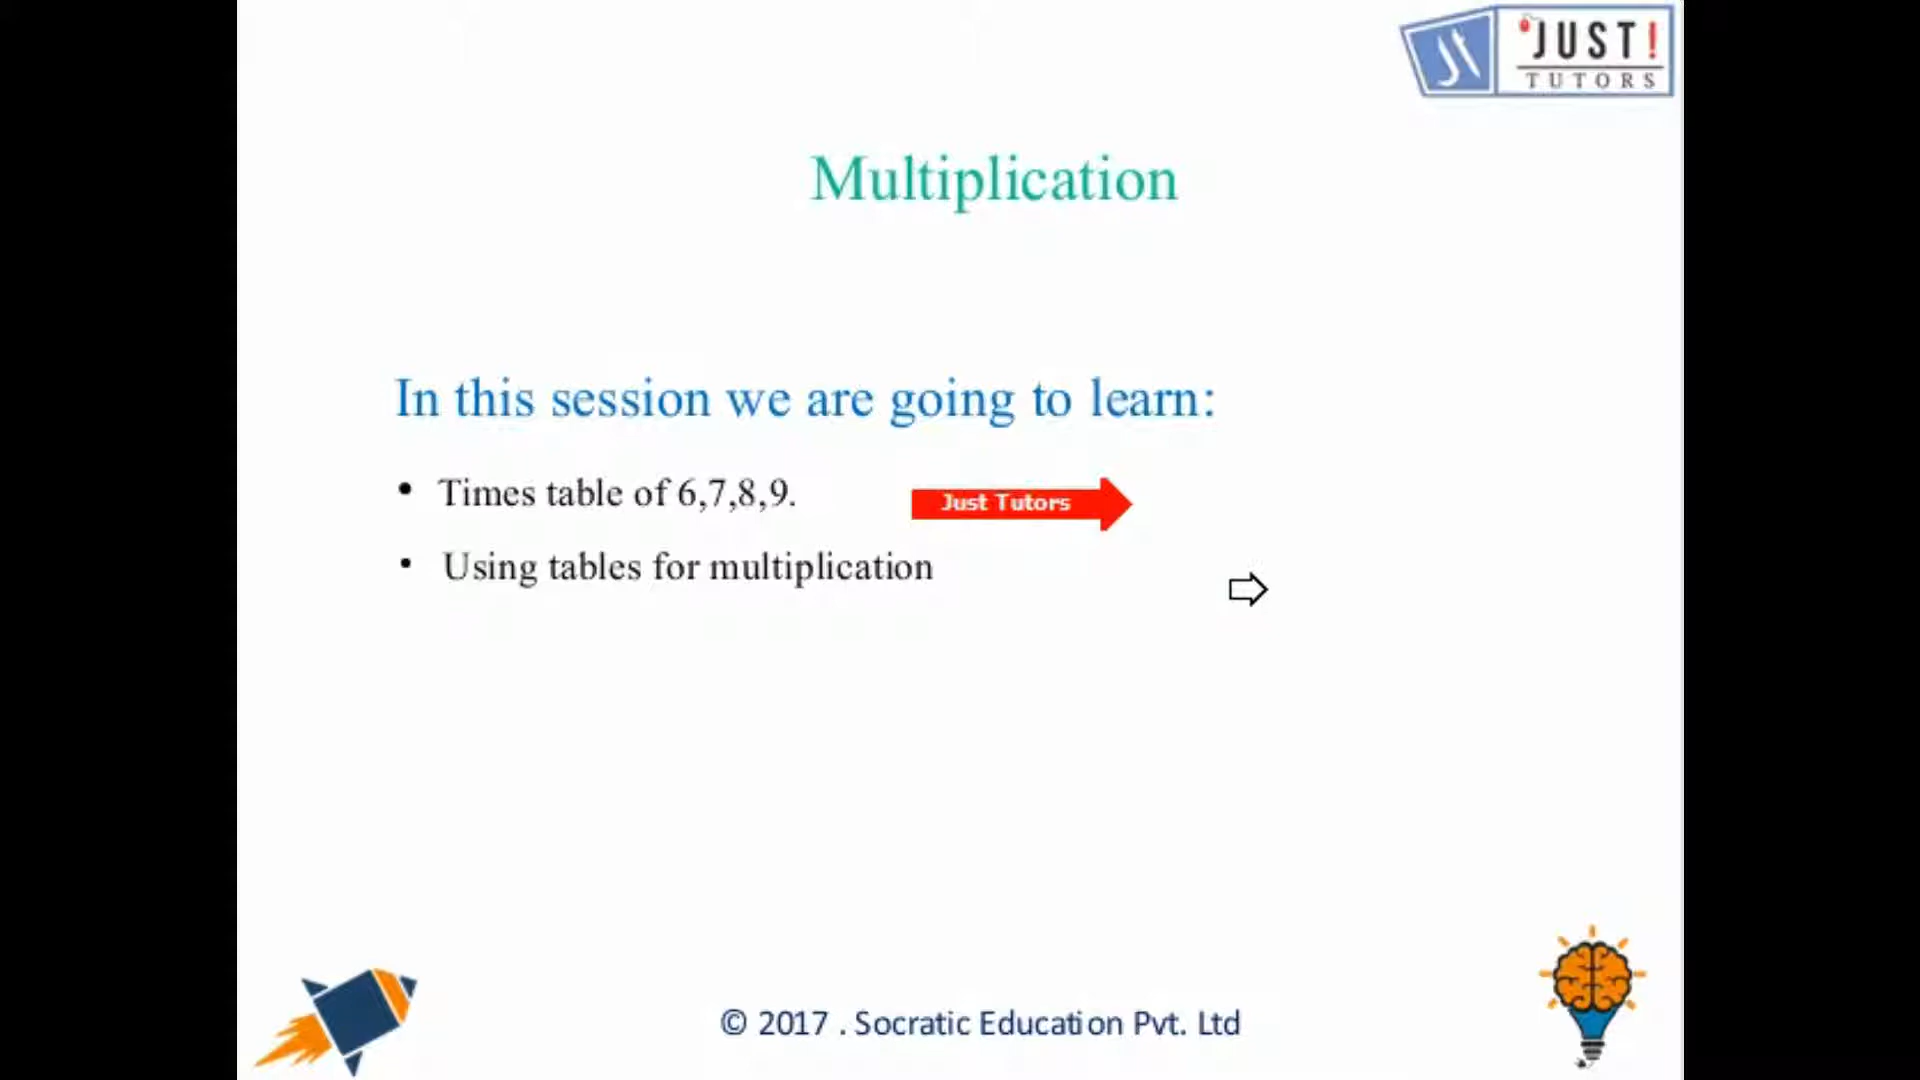 JUST!
TUTORS
Multiplication
In this session we are going to learn:
• Times table of 6,7,8,9.
Just Tutors
• Using tables for multiplication
© 2017 . Socratic Education Pvt. Ltd